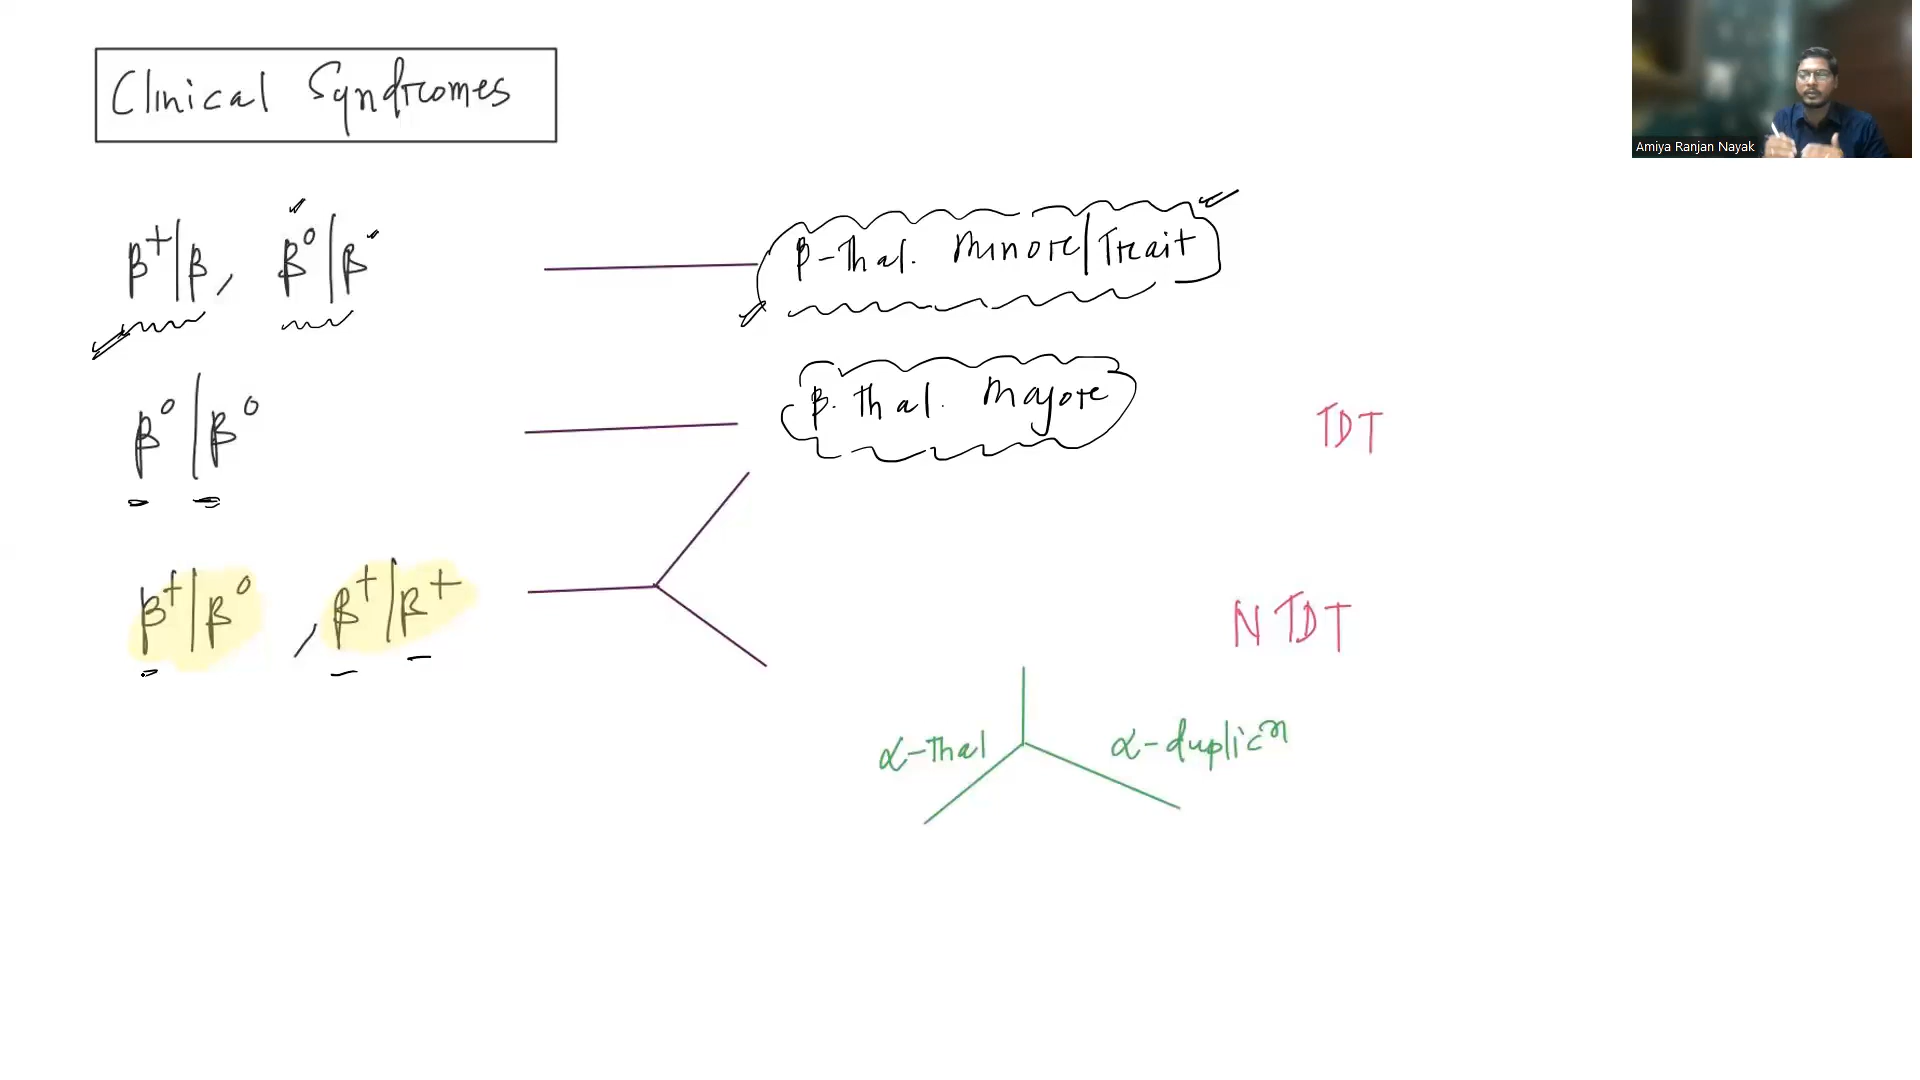 Clinical Syndromes
Amiya Ranjan Nayak
β+|β, β0|β
β-Thal. Minor|Trait
β0|β0
β. Thal. Major
TDT
β+|β0, β+|β+
NTDT
α-Thal
α-duplicn